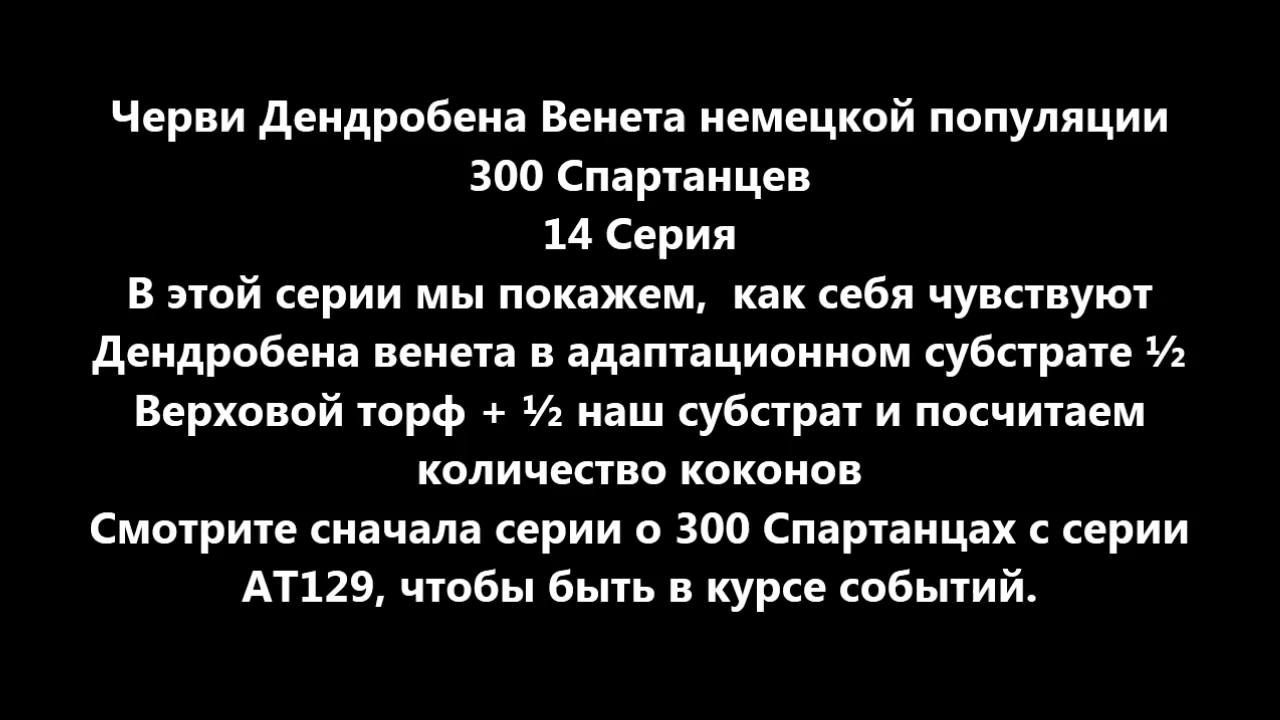 Черви Дендробена Венета немецкой популяции
300 Спартанцев
14 Серия
В этой серии мы покажем,  как себя чувствуют
Дендробена венета в адаптационном субстрате ½
Верховой торф + ½ наш субстрат и посчитаем
количество коконов
Смотрите сначала серии о 300 Спартанцах с серии
АТ129, чтобы быть в курсе событий.